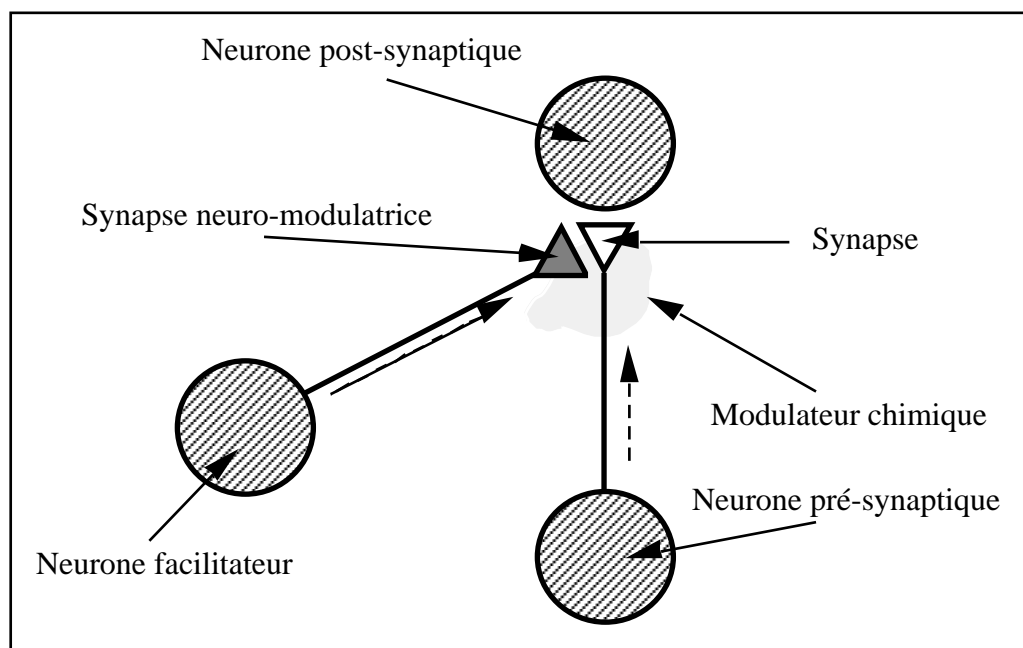 Neurone post-synaptique
Synapse neuro-modulatrice
Synapse
Modulateur chimique
Neurone pré-synaptique
Neurone facilitateur